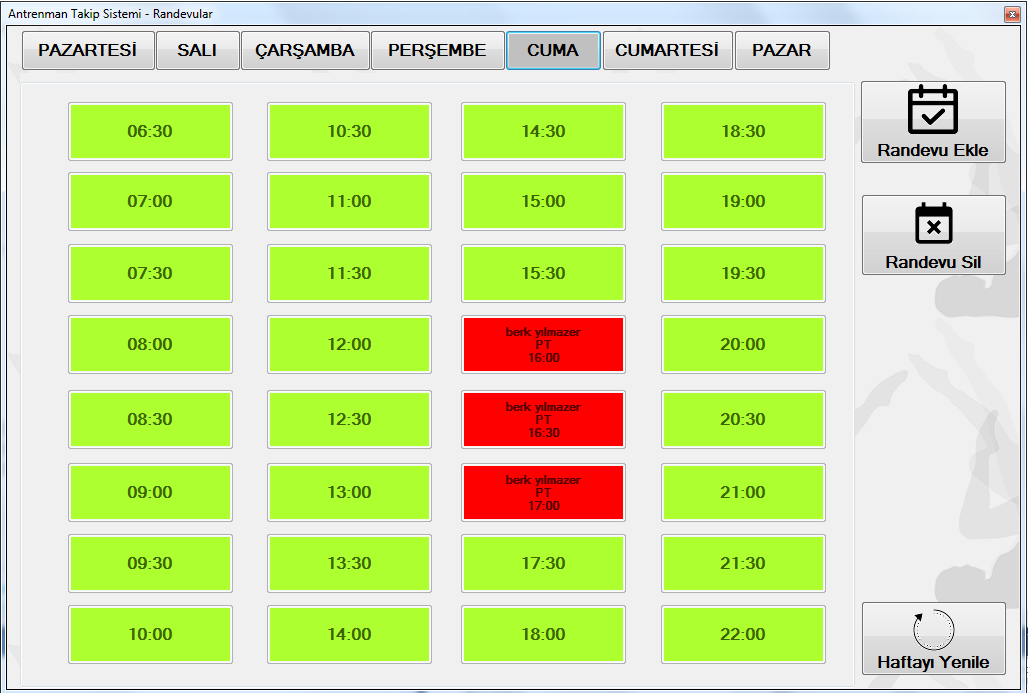 Antrenman Takip Sistemi - Randevular
PAZARTESİ SALI ÇARŞAMBA PERŞEMBE CUMA CUMARTESİ PAZAR
06:30 10:30 14:30 18:30
07:00 11:00 15:00 19:00
07:30 11:30 15:30 19:30
08:00 12:00 berk yılmazer 20:00
PT
16:00
08:30 12:30 berk yılmazer 20:30
PT
16:30
09:00 13:00 berk yılmazer 21:00
PT
17:00
09:30 13:30 17:30 21:30
10:00 14:00 18:00 22:00
Randevu Ekle
Randevu Sil
Haftayı Yenile